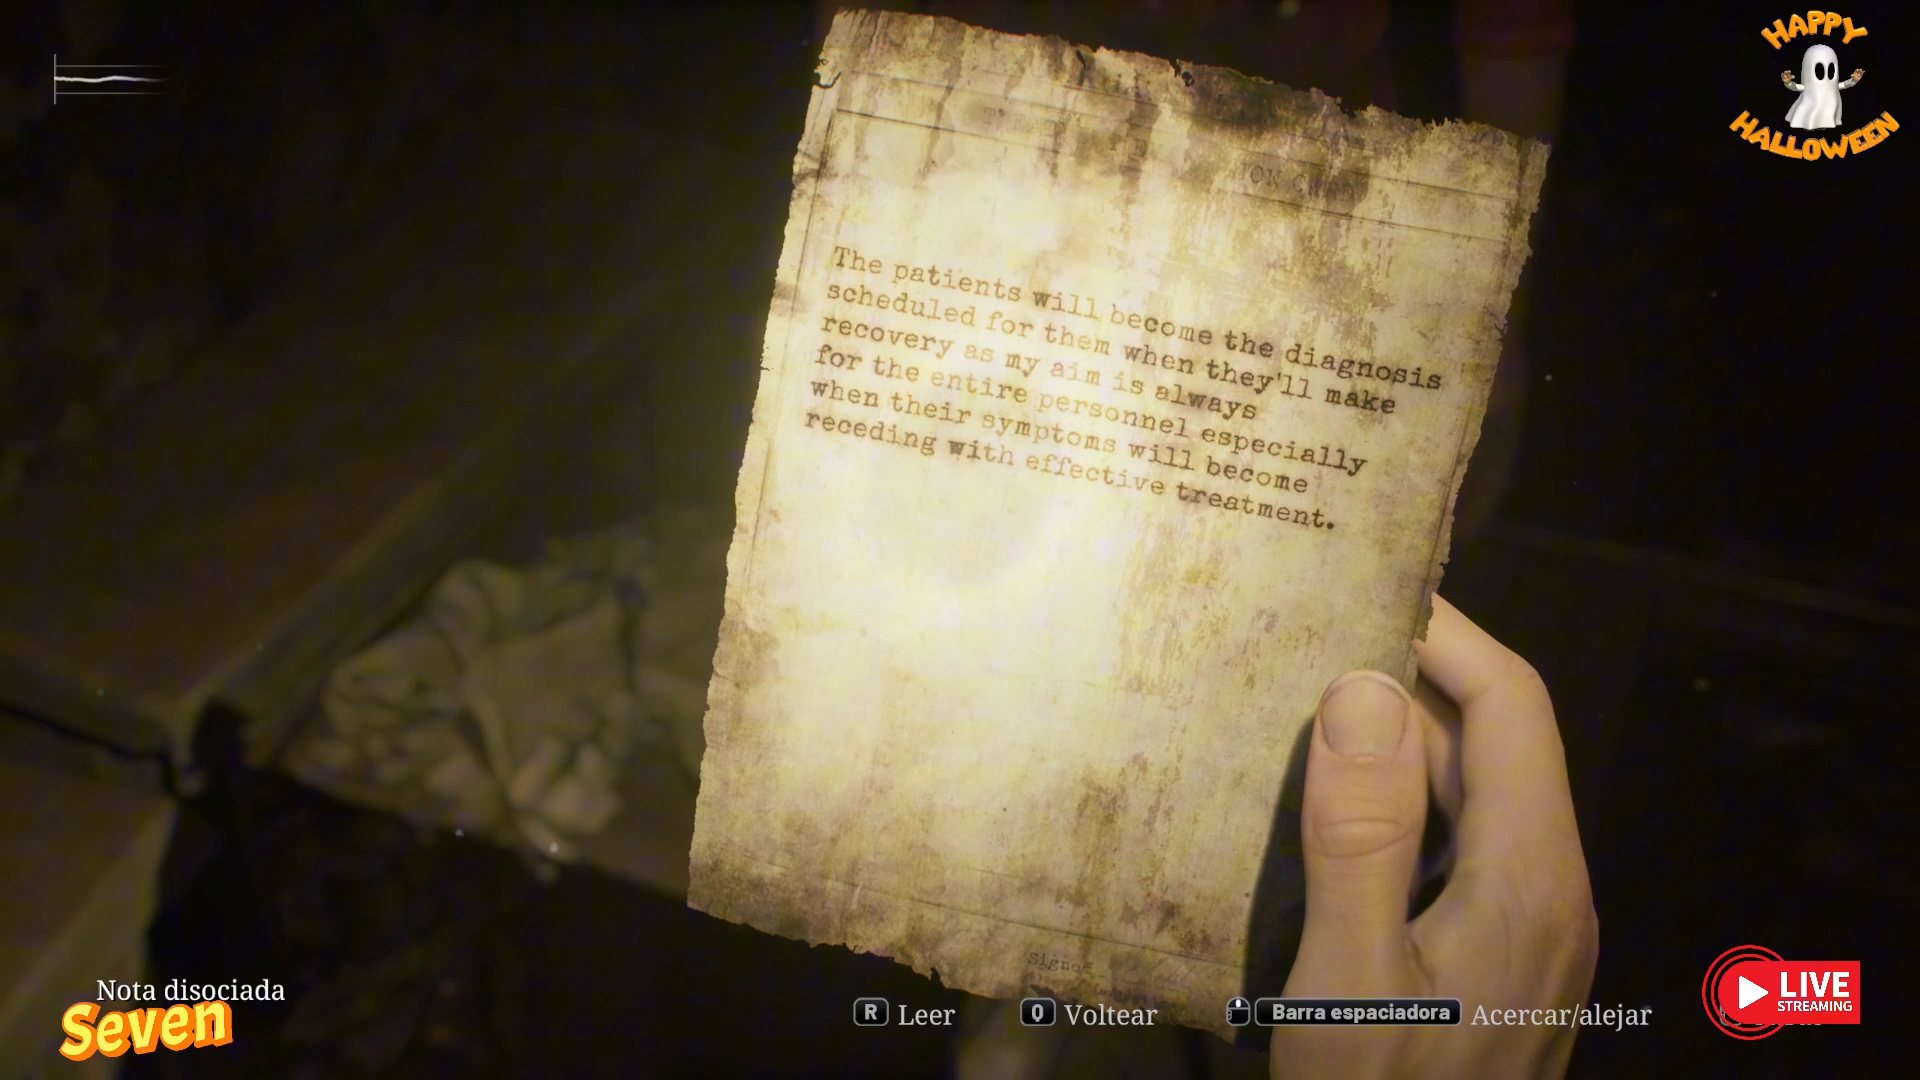 HAPPY
HALLOWEEN
The patients will become the diagnosis
scheduled for them when they'll make
recovery as my aim is always
for the entire personnel especially
when their symptoms will become
receding with effective treatment.
Signed
Nota disociada
Seven
R Leer
Q Voltear
Barra espaciadora Acercar/alejar
LIVE
STREAMING